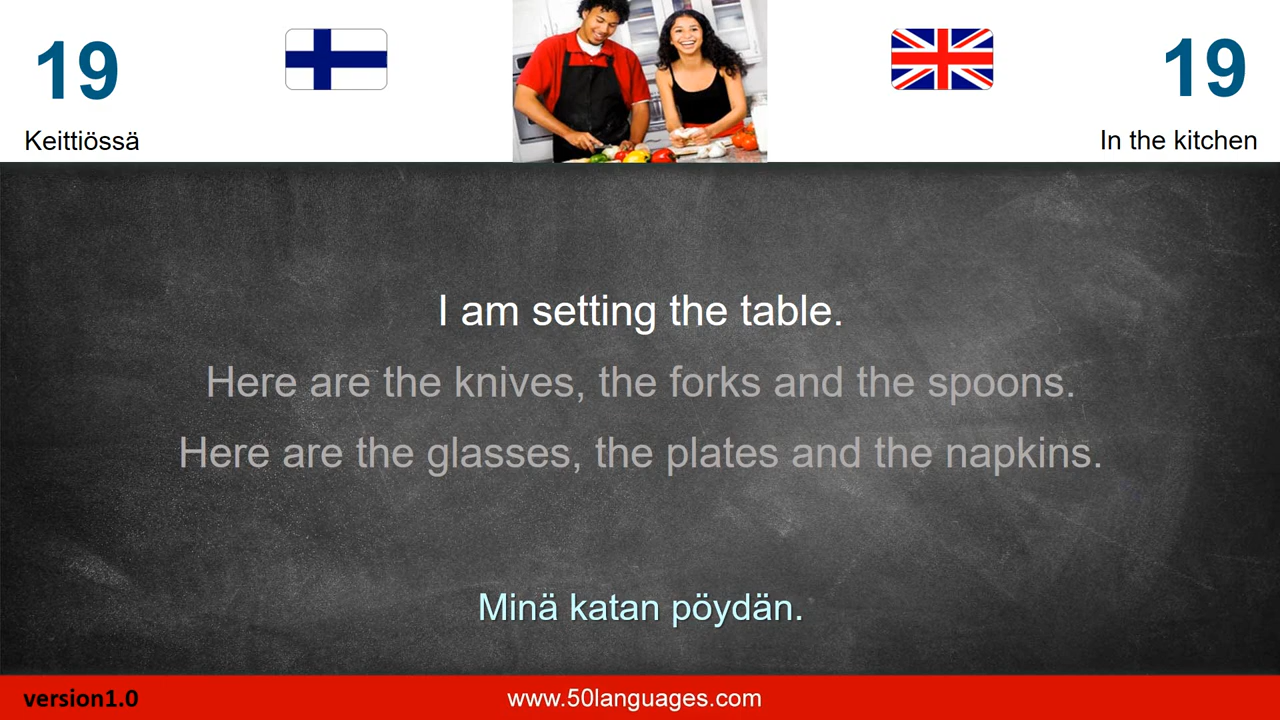 19
19
Keittiössä
In the kitchen
I am setting the table.
Here are the knives, the forks and the spoons.
Here are the glasses, the plates and the napkins.
Minä katan pöydän.
version1.0
www.50languages.com